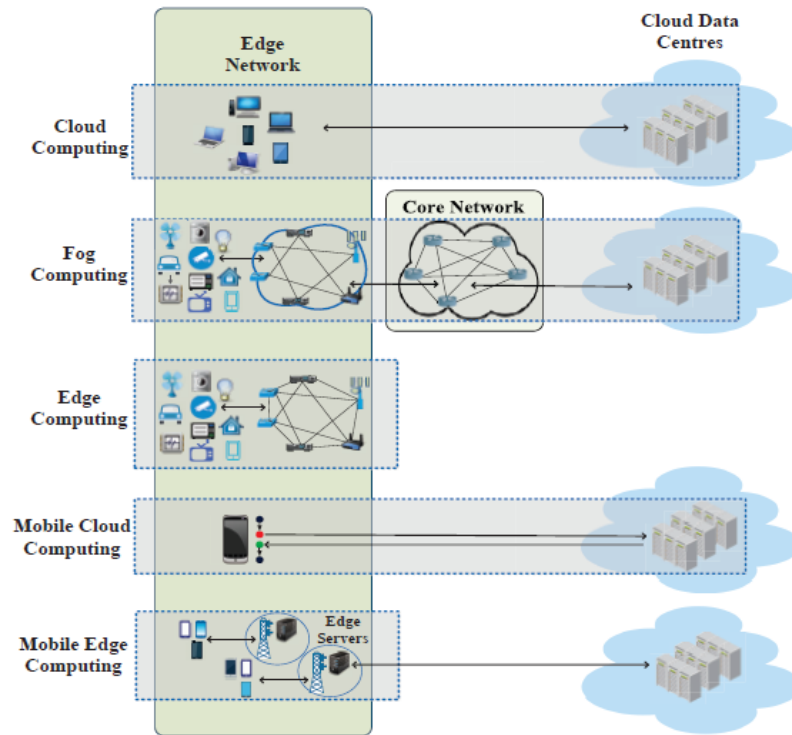 Edge
Network
Cloud Data
Centres
Cloud
Computing
Core Network
Fog
Computing
Edge
Computing
Mobile Cloud
Computing
Mobile Edge
Computing
Edge
Servers